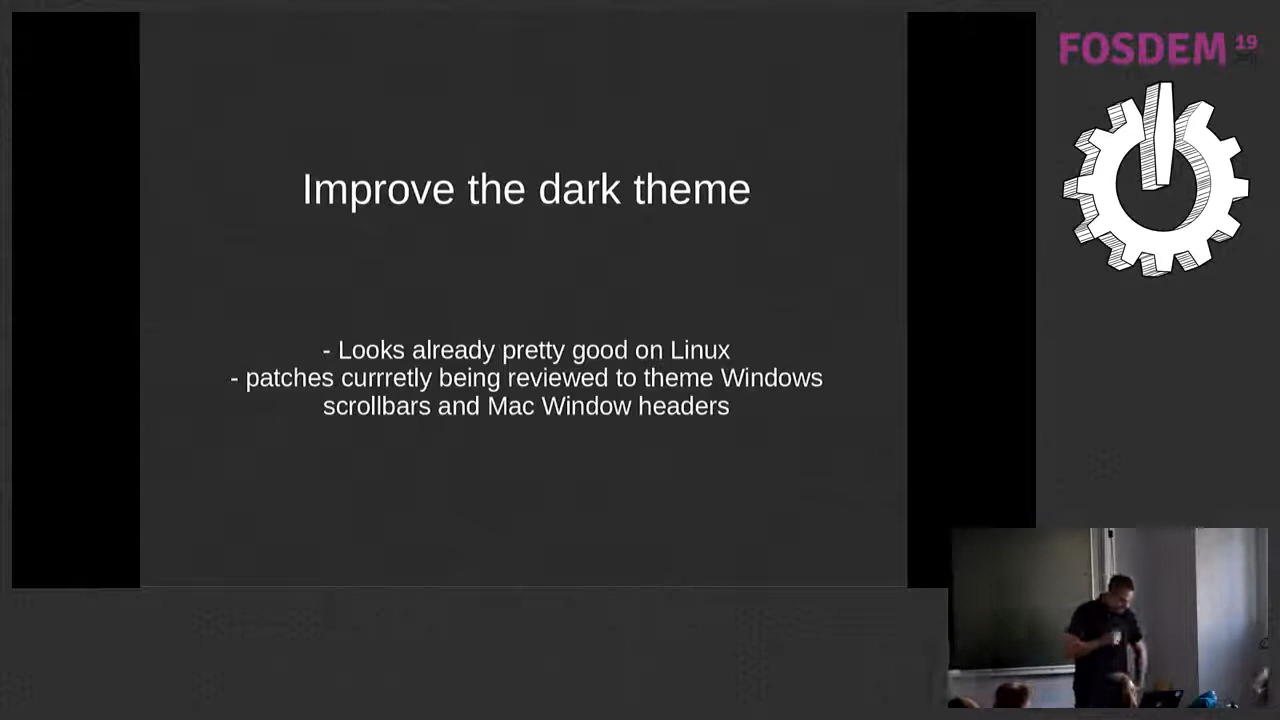 FOSDEM 19
Improve the dark theme
- Looks already pretty good on Linux
- patches currretly being reviewed to theme Windows
scrollbars and Mac Window headers